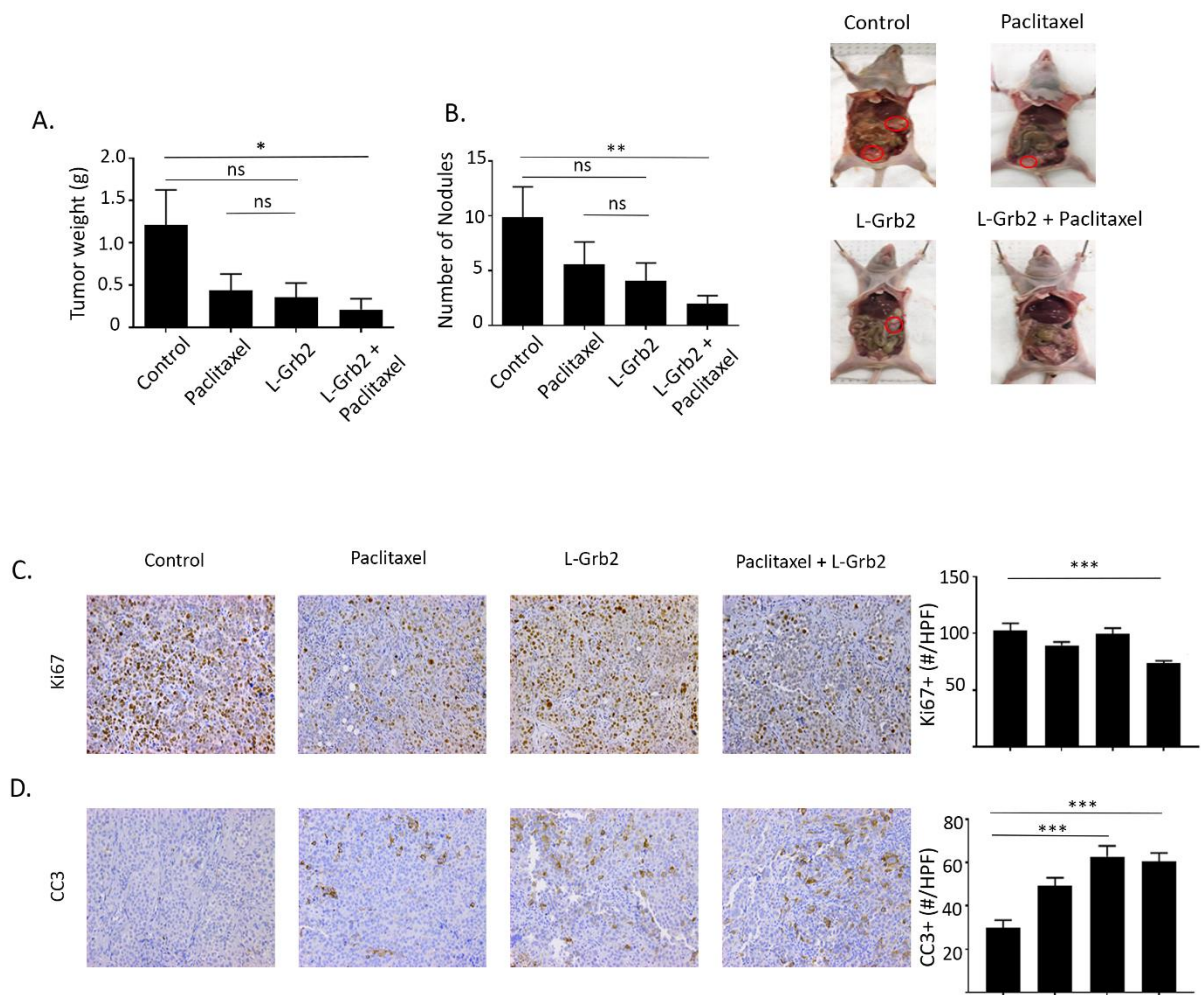 Control
Paclitaxel
A.
B.
*
ns
ns
Tumor weight (g)
2.0
1.5
1.0
0.5
0
Control
Paclitaxel
L-Grb2
L-Grb2 +
Paclitaxel
**
ns
ns
Number of Nodules
15
10
5
0
Control
Paclitaxel
L-Grb2
L-Grb2 +
Paclitaxel
L-Grb2
L-Grb2 + Paclitaxel
C.
Control
Paclitaxel
L-Grb2
Paclitaxel + L-Grb2
Ki67
***
Ki67+ (#/HPF)
150
100
50
D.
CC3
***
***
CC3+ (#/HPF)
80
60
40
20